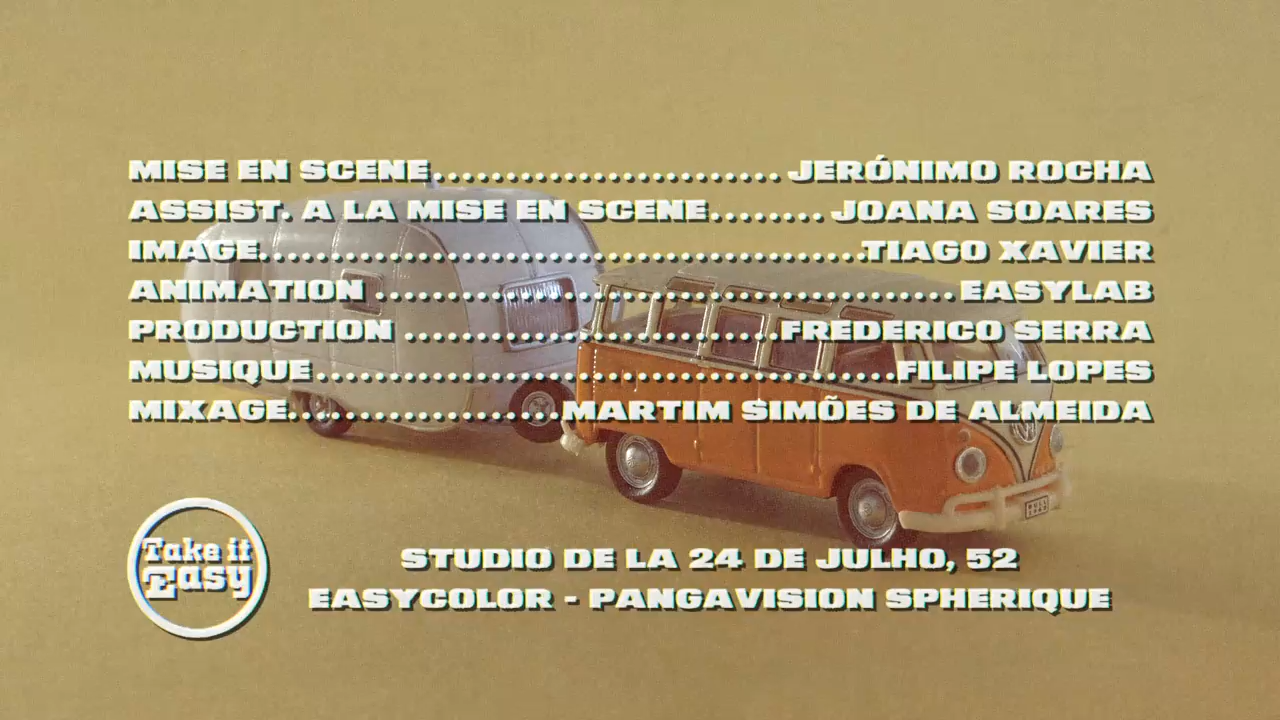 MISE EN SCENE........................ JERÓNIMO ROCHA
ASSIST. A LA MISE EN SCENE........ JOANA SOARES
IMAGE..........................................TIAGO XAVIER
ANIMATION ........................................ EASYLAB
PRODUCTION ..........................FREDERICO SERRA
MUSIQUE........................................FILIPE LOPES
MIXAGE...................MARTIM SIMÕES DE ALMEIDA
Take it
Easy
STUDIO DE LA 24 DE JULHO, 52
EASYCOLOR - PANGAVISION SPHERIQUE